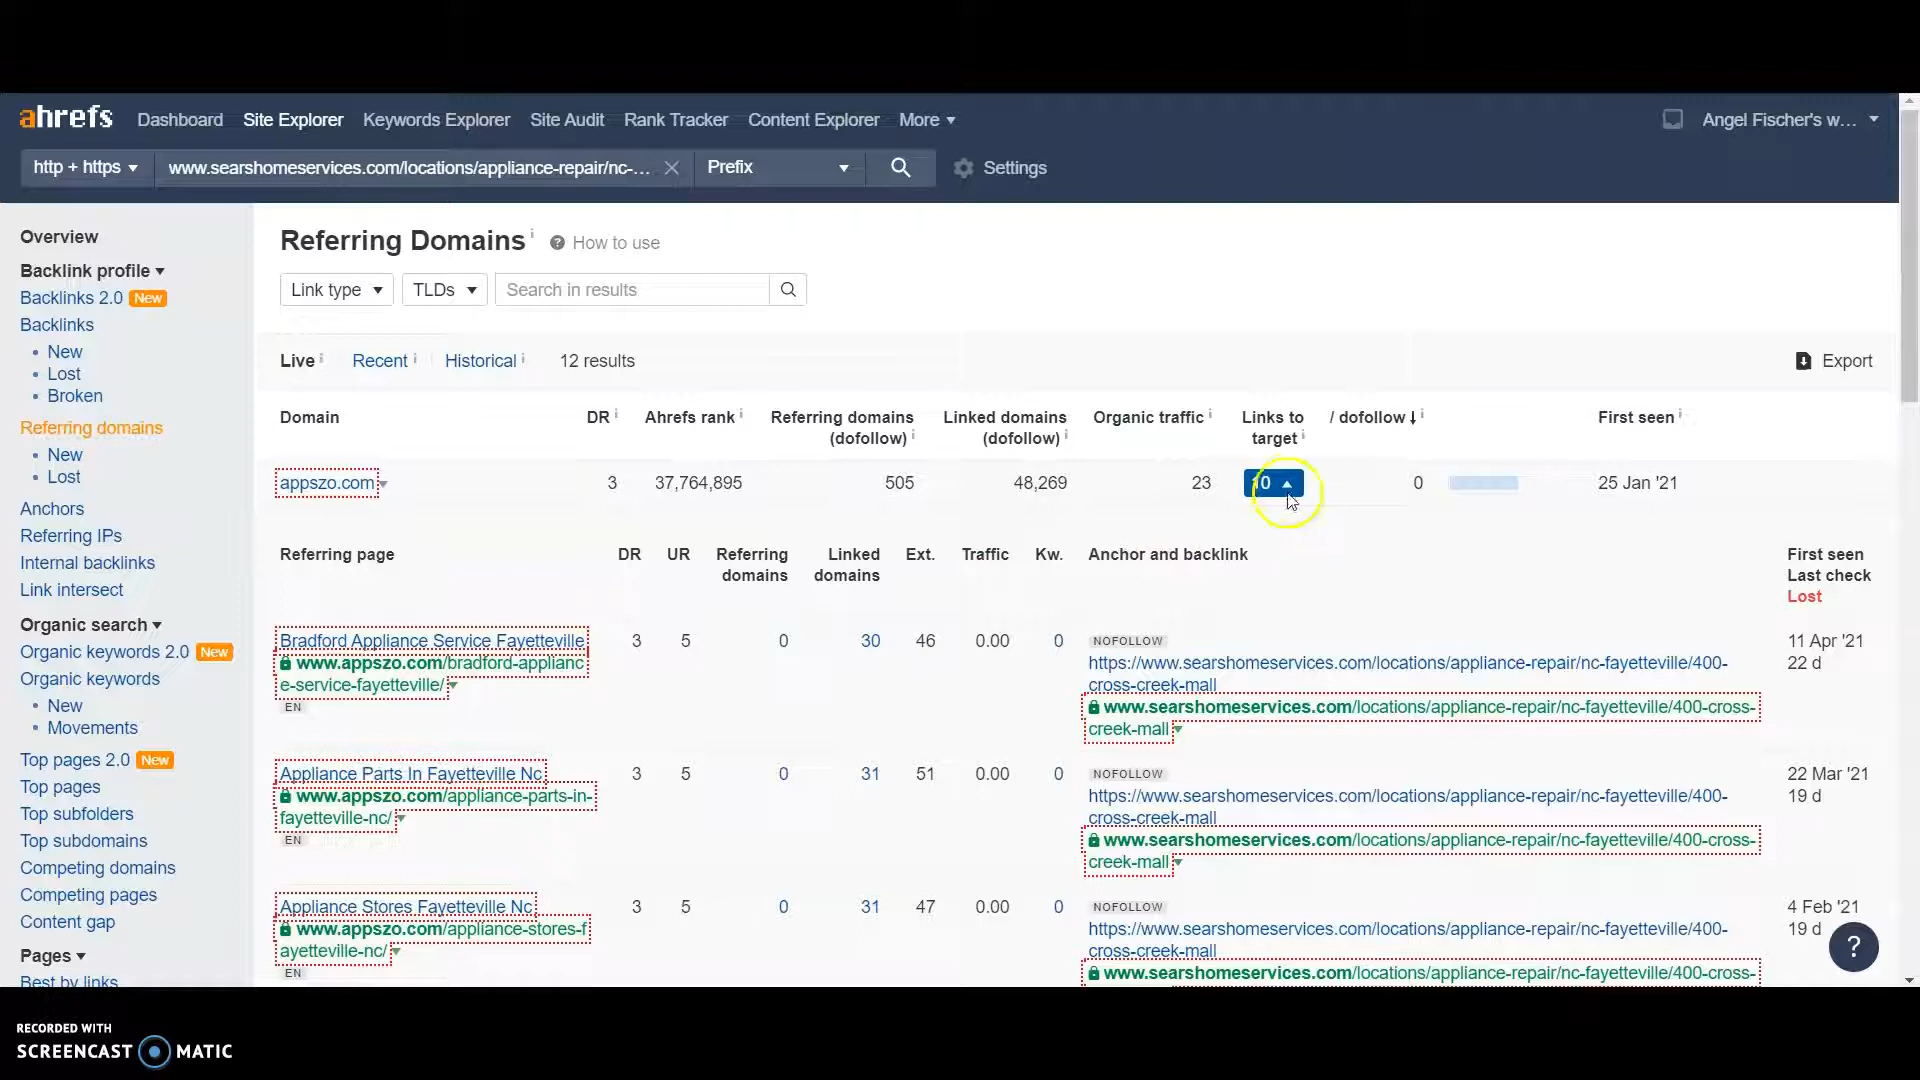 ahrefs Dashboard Site Explorer Keywords Explorer Site Audit Rank Tracker Content Explorer More Angel Fischer's w...
http + https www.searshomeservices.com/locations/appliance-repair/nc-... Prefix Settings
Overview
Backlink profile
Backlinks 2.0 New
Backlinks
New
Lost
Broken
Referring domains
New
Lost
Anchors
Referring IPs
Internal backlinks
Link intersect
Organic search
Organic keywords 2.0 New
Organic keywords
New
Movements
Top pages 2.0 New
Top pages
Top subfolders
Top subdomains
Competing domains
Competing pages
Content gap
Pages
Best by links
Referring Domains i ? How to use
Link type TLDs Search in results
Live i Recent i Historical i 12 results Export
Domain DR i Ahrefs rank i Referring domains (dofollow) i Linked domains (dofollow) i Organic traffic i Links to target i / dofollow ↓ i First seen i
appszo.com 3 37,764,895 505 48,269 23 10 0 25 Jan '21
Referring page DR UR Referring domains Linked domains Ext. Traffic Kw. Anchor and backlink First seen
Last check
Lost
Bradford Appliance Service Fayetteville 3 5 0 30 46 0.00 0 NOFOLLOW 11 Apr '21
www.appszo.com/bradford-applianc https://www.searshomeservices.com/locations/appliance-repair/nc-fayetteville/400- 22 d
e-service-fayetteville/ cross-creek-mall
EN www.searshomeservices.com/locations/appliance-repair/nc-fayetteville/400-cross-
creek-mall
Appliance Parts In Fayetteville Nc 3 5 0 31 51 0.00 0 NOFOLLOW 22 Mar '21
www.appszo.com/appliance-parts-in- https://www.searshomeservices.com/locations/appliance-repair/nc-fayetteville/400- 19 d
fayetteville-nc/ cross-creek-mall
EN www.searshomeservices.com/locations/appliance-repair/nc-fayetteville/400-cross-
creek-mall
Appliance Stores Fayetteville Nc 3 5 0 31 47 0.00 0 NOFOLLOW 4 Feb '21
www.appszo.com/appliance-stores-f https://www.searshomeservices.com/locations/appliance-repair/nc-fayetteville/400- 19 d
ayetteville-nc/ cross-creek-mall
EN www.searshomeservices.com/locations/appliance-repair/nc-fayetteville/400-cross-
?
RECORDED WITH
SCREENCAST MATIC